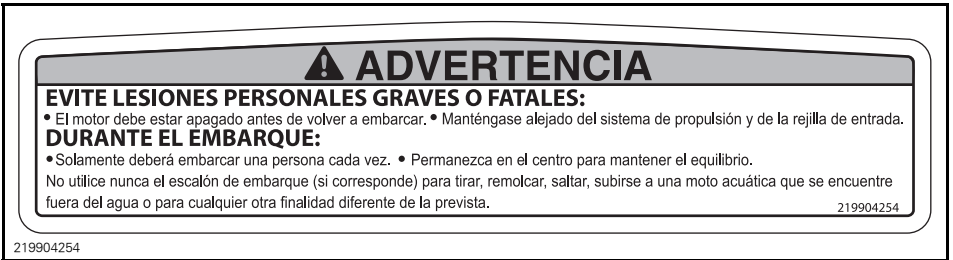 ADVERTENCIA
EVITE LESIONES PERSONALES GRAVES O FATALES:
• El motor debe estar apagado antes de volver a embarcar. • Manténgase alejado del sistema de propulsión y de la rejilla de entrada.
DURANTE EL EMBARQUE:
• Solamente deberá embarcar una persona cada vez. • Permanezca en el centro para mantener el equilibrio.
No utilice nunca el escalón de embarque (si corresponde) para tirar, remolcar, saltar, subirse a una moto acuática que se encuentre
fuera del agua o para cualquier otra finalidad diferente de la prevista.
219904254
219904254